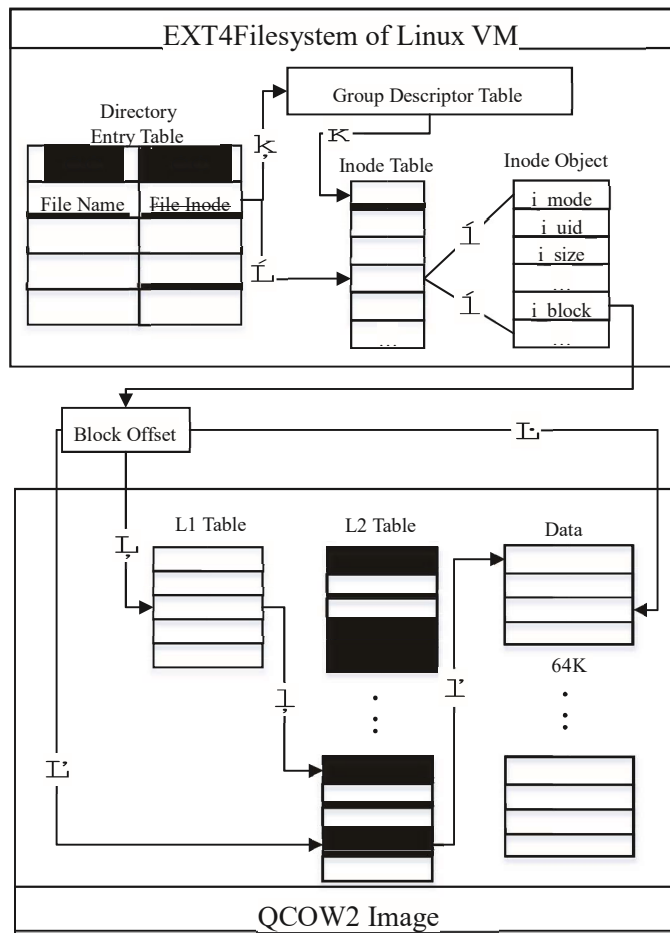 EXT4Filesystem of Linux VM
Group Descriptor Table
Directory
Entry Table
Inode Table
Inode Object
File Name
File Inode
i_mode
i_uid
i_size
...
i_block
...
...
Block Offset
L1 Table
L2 Table
Data
64K
QCOW2 Image